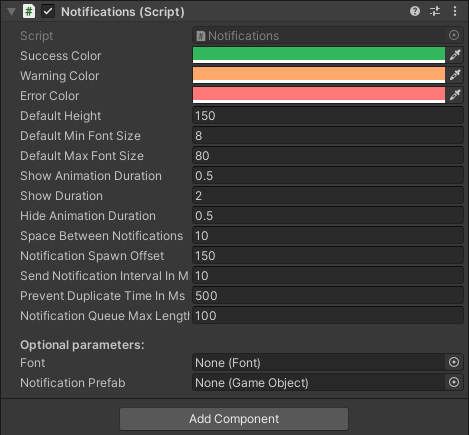 Notifications (Script)
Script Notifications
Success Color
Warning Color
Error Color
Default Height 150
Default Min Font Size 8
Default Max Font Size 80
Show Animation Duration 0.5
Show Duration 2
Hide Animation Duration 0.5
Space Between Notifications 10
Notification Spawn Offset 150
Send Notification Interval In M 10
Prevent Duplicate Time In Ms 500
Notification Queue Max Lengt 100
Optional parameters:
Font None (Font)
Notification Prefab None (Game Object)
Add Component